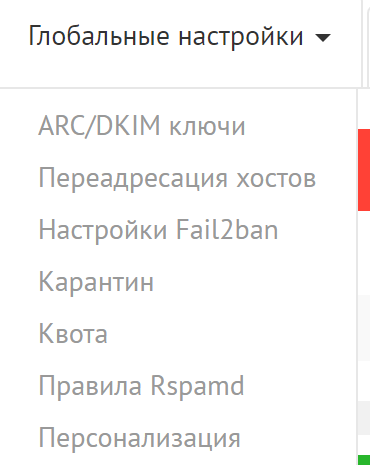 Глобальные настройки
ARC/DKIM ключи
Переадресация хостов
Настройки Fail2ban
Карантин
Квота
Правила Rspamd
Персонализация